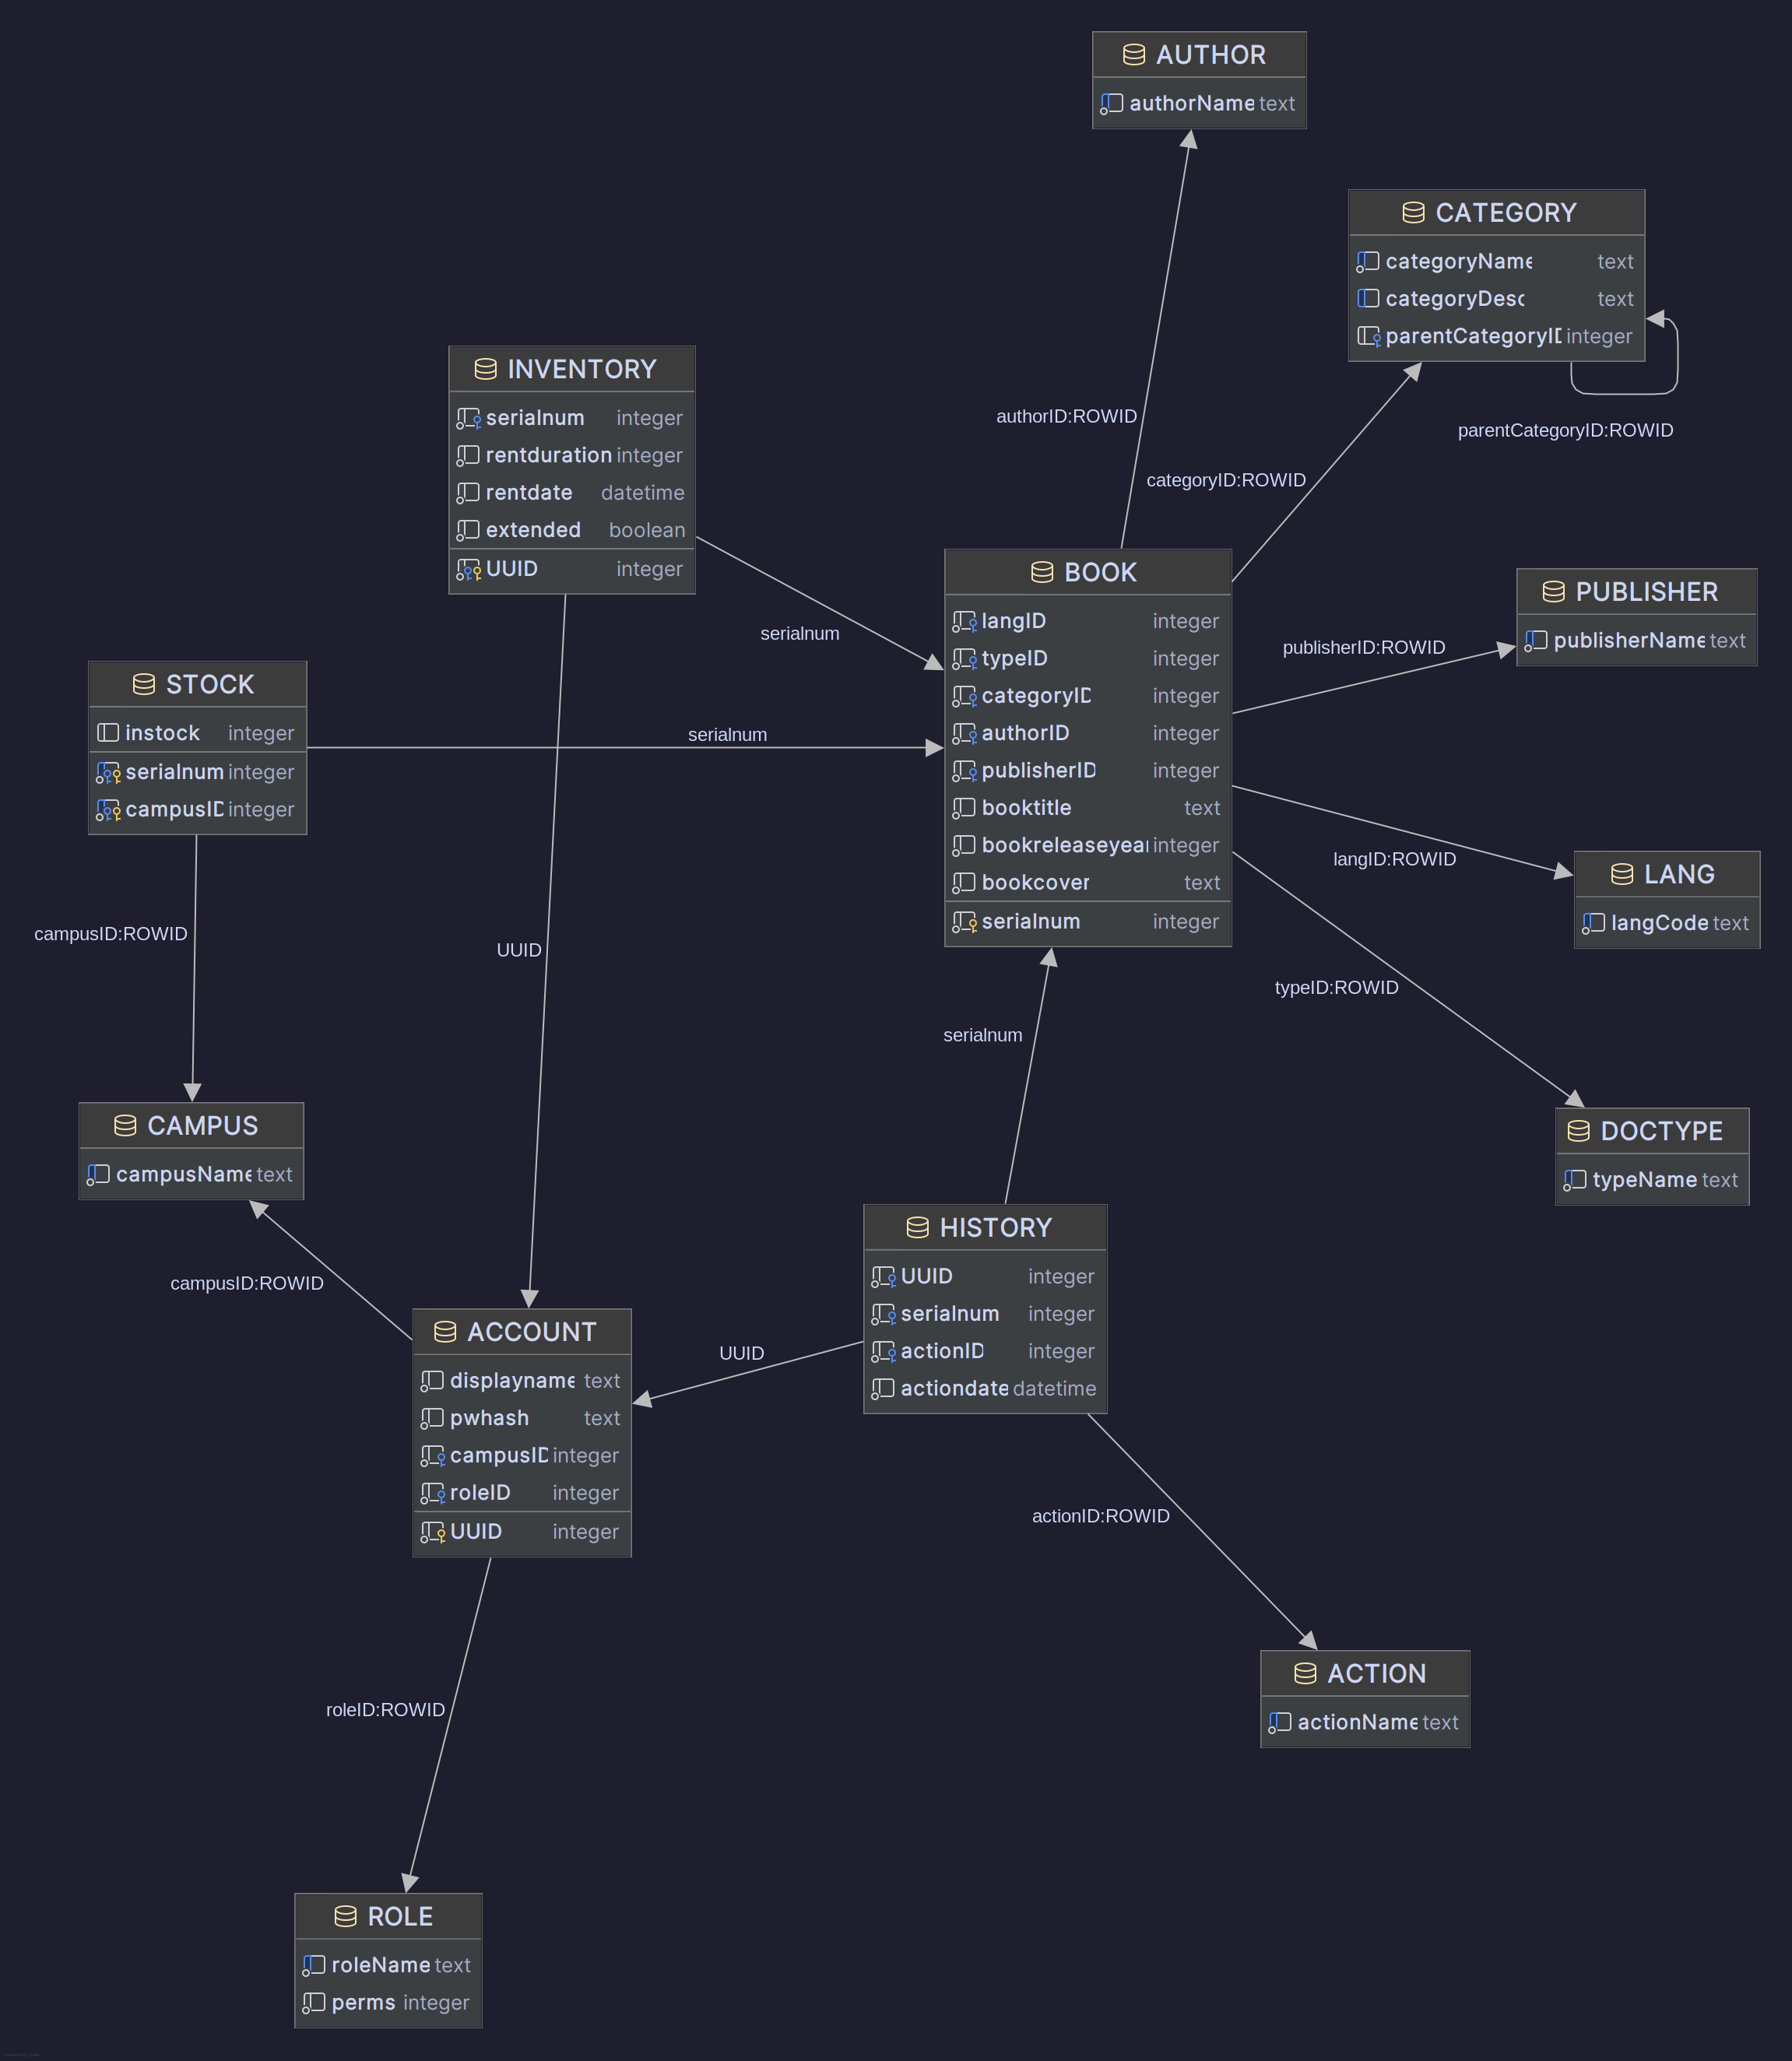 AUTHOR
authorName text
CATEGORY
categoryName text
categoryDesc text
parentCategoryID integer
parentCategoryID:ROWID
authorID:ROWID
categoryID:ROWID
INVENTORY
serialnum integer
rentduration integer
rentdate datetime
extended boolean
UUID integer
BOOK
langID integer
typeID integer
categoryID integer
authorID integer
publisherID integer
booktitle text
bookreleaseyear integer
bookcover text
serialnum integer
PUBLISHER
publisherName text
publisherID:ROWID
serialnum
STOCK
instock integer
serialnum integer
campusID integer
serialnum
langID:ROWID
LANG
langCode text
campusID:ROWID
UUID
typeID:ROWID
serialnum
CAMPUS
campusName text
DOCTYPE
typeName text
HISTORY
UUID integer
serialnum integer
actionID integer
actiondate datetime
campusID:ROWID
UUID
ACCOUNT
displayname text
pwhash text
campusID integer
roleID integer
UUID integer
actionID:ROWID
ACTION
actionName text
roleID:ROWID
ROLE
roleName text
perms integer